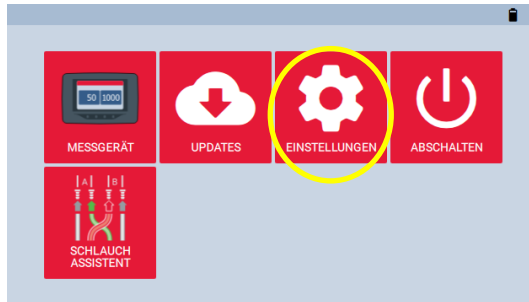 50 1000
MESSGERÄT
UPDATES
EINSTELLUNGEN
ABSCHALTEN
A B
SCHLAUCH
ASSISTENT